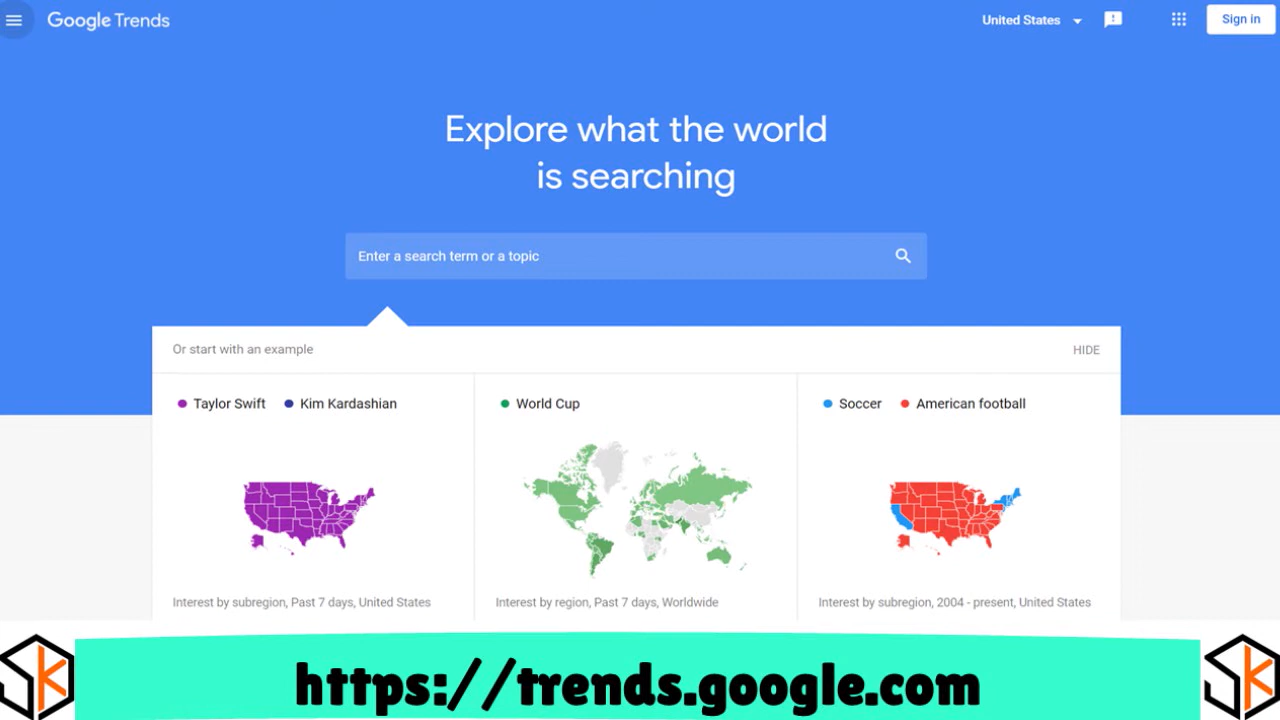 Google Trends
United States
Sign in
Explore what the world
is searching
Enter a search term or a topic
Or start with an example
HIDE
Taylor Swift Kim Kardashian
World Cup
Soccer American football
Interest by subregion, Past 7 days, United States
Interest by region, Past 7 days, Worldwide
Interest by subregion, 2004 - present, United States
SK
https://trends.google.com
SK